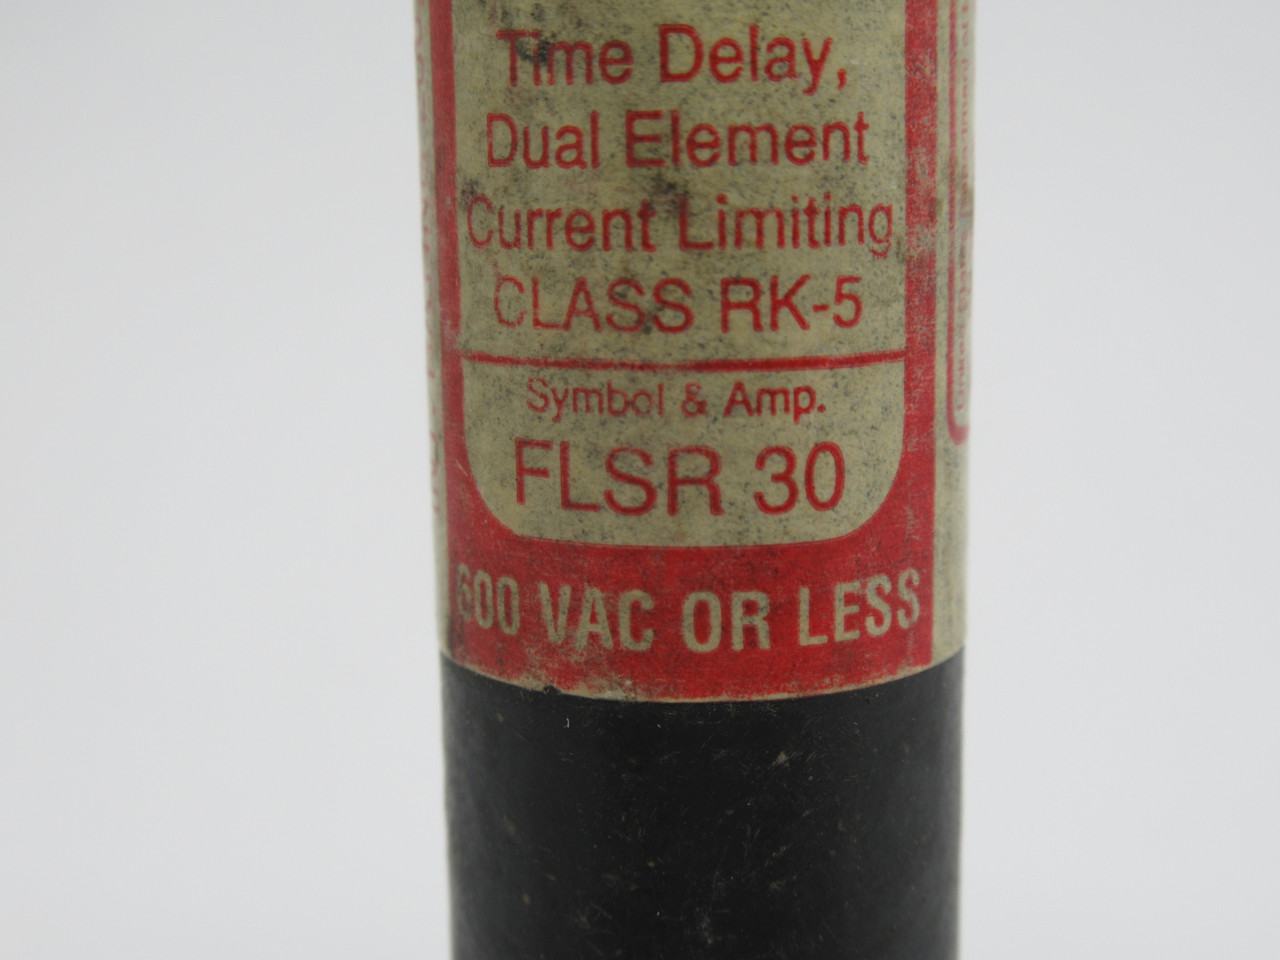 Time Delay,
Dual Element
Current Limiting
CLASS RK-5
Symbol & Amp.
FLSR 30
600 VAC OR LESS